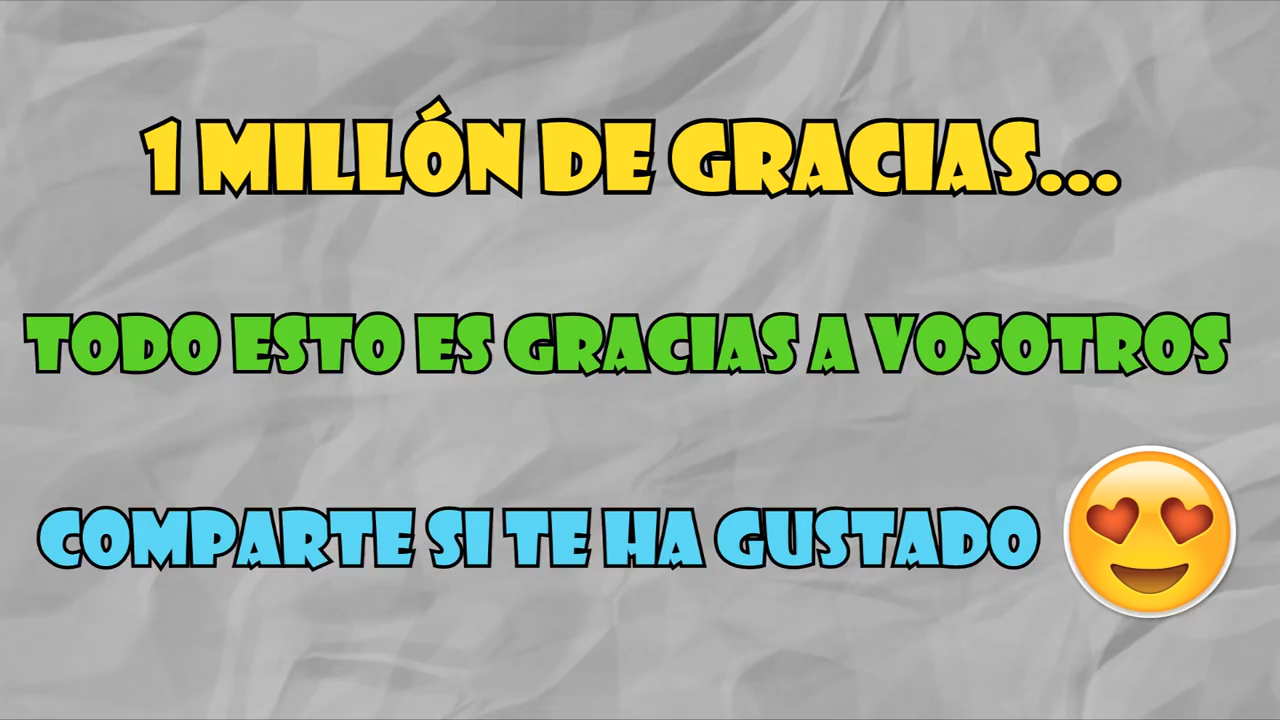 1 MILLÓN DE GRACIAS...
TODO ESTO ES GRACIAS A VOSOTROS
COMPARTE SI TE HA GUSTADO